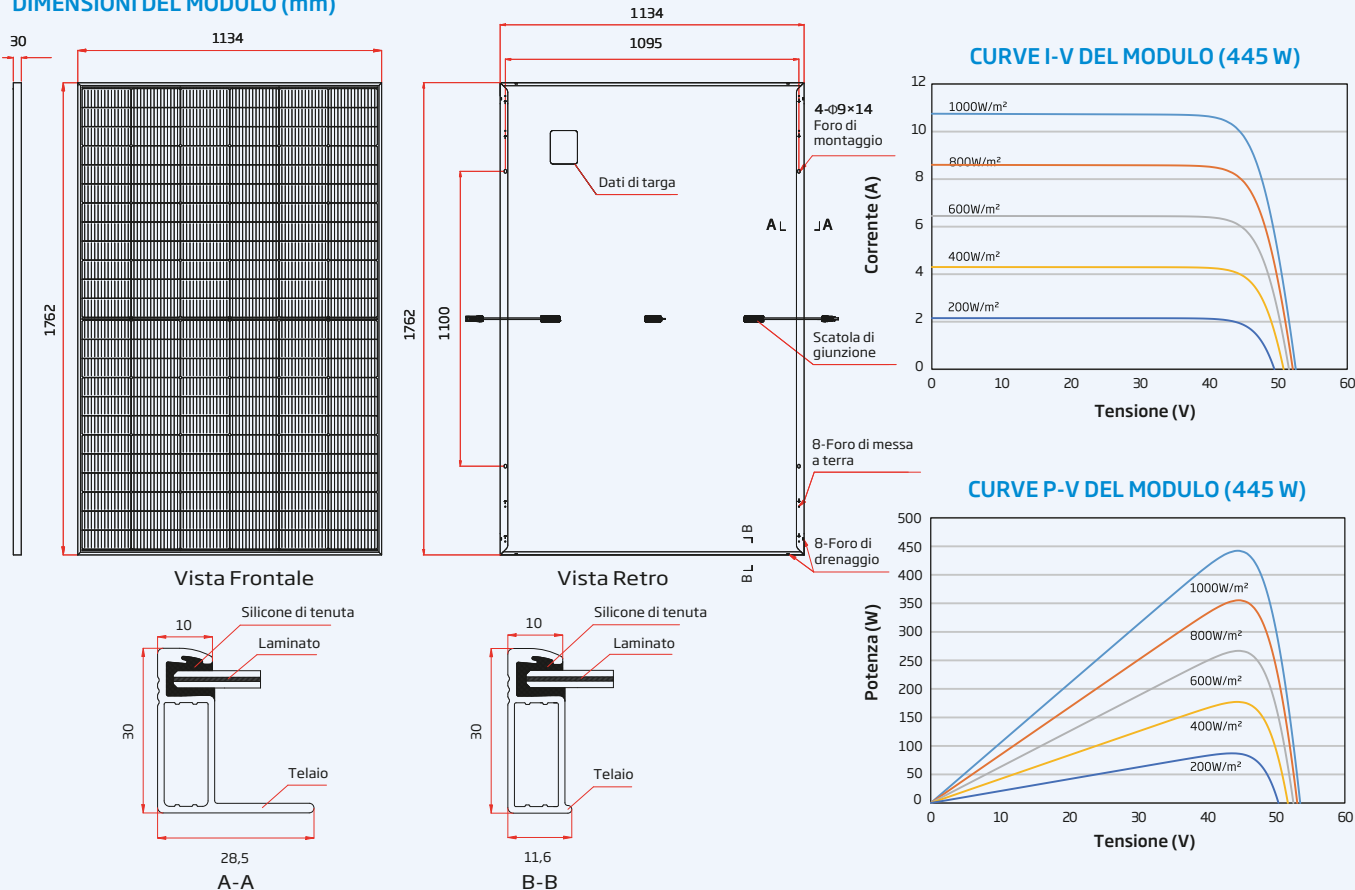 DIMENSIONI DEL MODULO (mm)
30
1134
1762
Vista Frontale
1134
1095
1762
1100
4-Φ9×14
Foro di
montaggio
Dati di targa
A
A
Scatola di
giunzione
8-Foro di messa
a terra
B
B
8-Foro di
drenaggio
Vista Retro
10
Silicone di tenuta
Laminato
30
Telaio
28,5
A-A
10
Silicone di tenuta
Laminato
30
Telaio
11,6
B-B
CURVE I-V DEL MODULO (445 W)
Corrente (A)
12
10
8
6
4
2
0
1000W/m²
800W/m²
600W/m²
400W/m²
200W/m²
0 10 20 30 40 50 60
Tensione (V)
CURVE P-V DEL MODULO (445 W)
Potenza (W)
500
450
400
350
300
250
200
150
100
50
0
1000W/m²
800W/m²
600W/m²
400W/m²
200W/m²
0 10 20 30 40 50 60
Tensione (V)